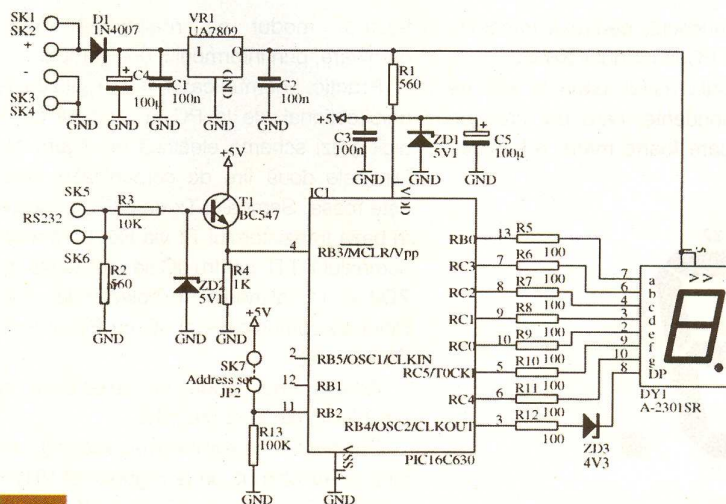 SK1
SK2
+
-
SK3
SK4
GND
D1
1N4007
C4
100µ
GND
C1
100n
GND
VR1
UA7809
I
O
GND
GND
C2
100n
GND
R1
560
+5V
C3
100n
GND
ZD1
5V1
GND
C5
100µ
GND
+5V
T1
BC547
SK5
RS232
SK6
R3
10K
R2
560
GND
ZD2
5V1
GND
R4
1K
GND
+5V
SK7
Address sel
JP2
R13
100K
GND
IC1
VDD
4
RB3/MCLR/Vpp
2
RB5/OSC1/CLKIN
12
RB1
11
RB2
VSS
14
GND
PIC16C630
RB0
13
R5
100
RC3
7
R6
100
RC2
8
R7
100
RC1
9
R8
100
RC0
10
R9
100
RC5/T0CKI
5
R10
100
RC4
6
R11
100
RB4/OSC2/CLKOUT
3
R12
100
ZD3
4V3
5
V V
7
a
6
b
4
c
3
d
2
e
9
f
10
g
8
DP
DY1
A-2301SR